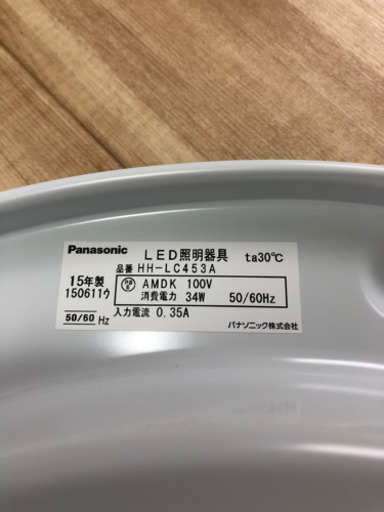 Panasonic LED照明器具 ta30℃
品番 HH-LC453A
15年製 AMDK 100V
150611ウ 消費電力 34W 50/60Hz
50/60 Hz 入力電流 0.35A
パナソニック株式会社